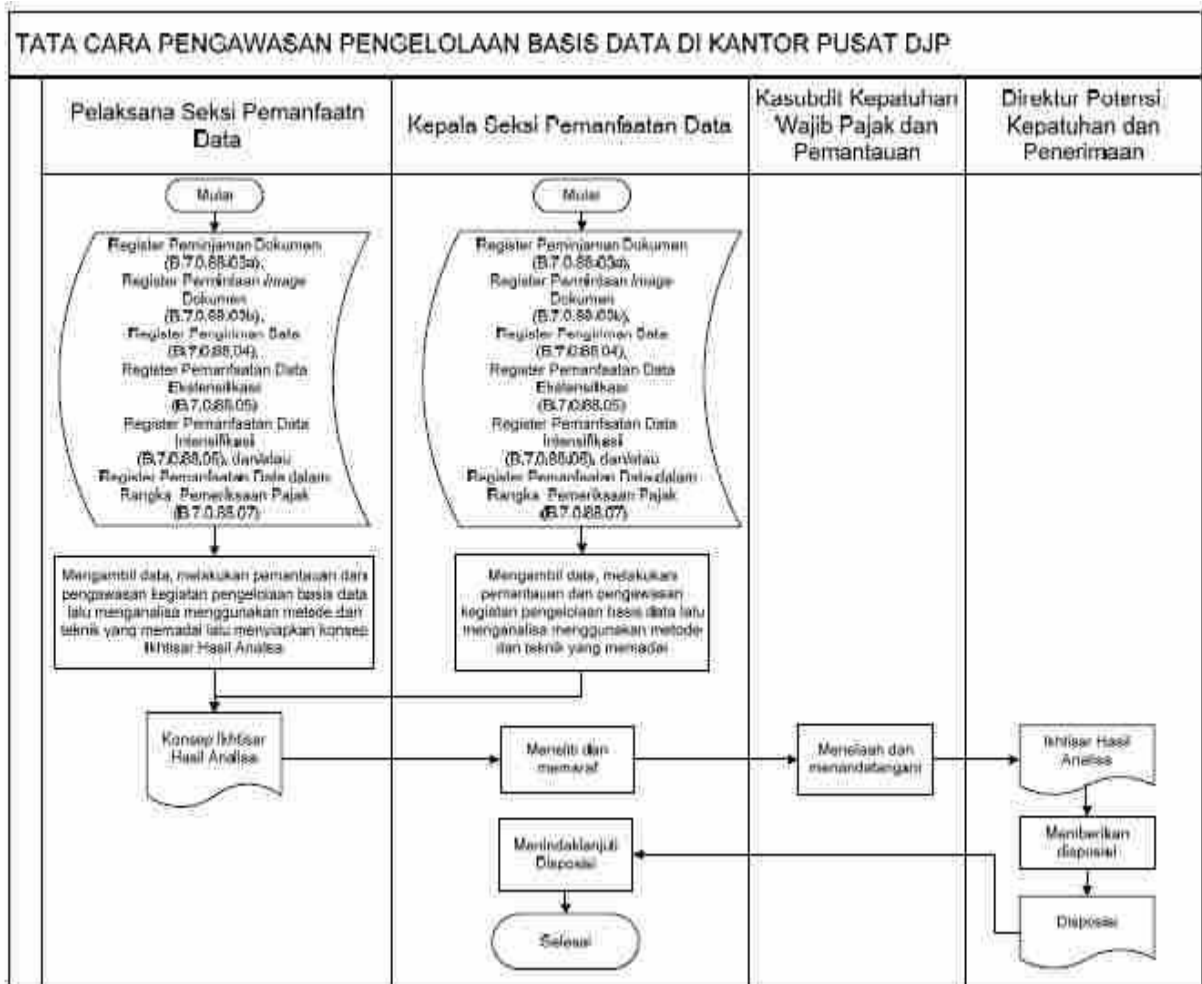 TATA CARA PENGAWASAN PENGELOLAAN BASIS DATA DI KANTOR PUSAT DJP
Pelaksana Seksi Pemanfaatn
Data
Kepala Seksi Pemanfaatan Data
Kasubdit Kepatuhan
Wajib Pajak dan
Pemantauan
Direktur Potensi,
Kepatuhan dan
Penerimaan
Mulai
Register Peminjaman Dokumen
(B.7.0.88.03a),
Register Permintaan Image
Dokumen
(B.7.0.88.03b),
Register Pengiriman Data
(B.7.0.88.04),
Register Pemanfaatan Data
Ekstensifikasi
(B.7.0.88.05)
Register Pemanfaatan Data
Intensifikasi
(B.7.0.88.06), dan/atau
Register Pemanfaatan Data dalam
Rangka Pemeriksaan Pajak
(B.7.0.88.07)
Mengambil data, melakukan pemantauan dan
pengawasan kegiatan pengelolaan basis data
lalu menganalisa menggunakan metode dan
teknik yang memadai lalu menyiapkan konsep
Ikhtisar Hasil Analisa
Mulai
Register Peminjaman Dokumen
(B.7.0.88.03a),
Register Permintaan Image
Dokumen
(B.7.0.88.03b),
Register Pengiriman Data
(B.7.0.88.04),
Register Pemanfaatan Data
Ekstensifikasi
(B.7.0.88.05)
Register Pemanfaatan Data
Intensifikasi
(B.7.0.88.06), dan/atau
Register Pemanfaatan Data dalam
Rangka Pemeriksaan Pajak
(B.7.0.88.07)
Mengambil data, melakukan
pemantauan dan pengawasan
kegiatan pengelolaan basis data lalu
menganalisa menggunakan metode
dan teknik yang memadai
Konsep Ikhtisar
Hasil Analisa
Meneliti dan
memaraf
Menelaah dan
menandatangani
Ikhtisar Hasil
Analisa
Memberikan
disposisi
Disposisi
Menindaklanjuti
Disposisi
Selesai